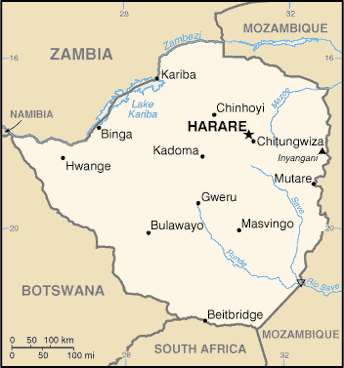 28
32
MOZAMBIQUE
ZAMBIA
Zambezi
16
16
Kariba
Lake
Kariba
Mazoe
Chinhoyi
NAMIBIA
HARARE
Binga
Chitungwiza
Kadoma
Inyangani
Hwange
Mutare
Gweru
Save
Bulawayo
Masvingo
20
20
Runde
Rio Save
BOTSWANA
Beitbridge
0 50 100 km
0 50 100 mi
MOZAMBIQUE
SOUTH AFRICA
28
32